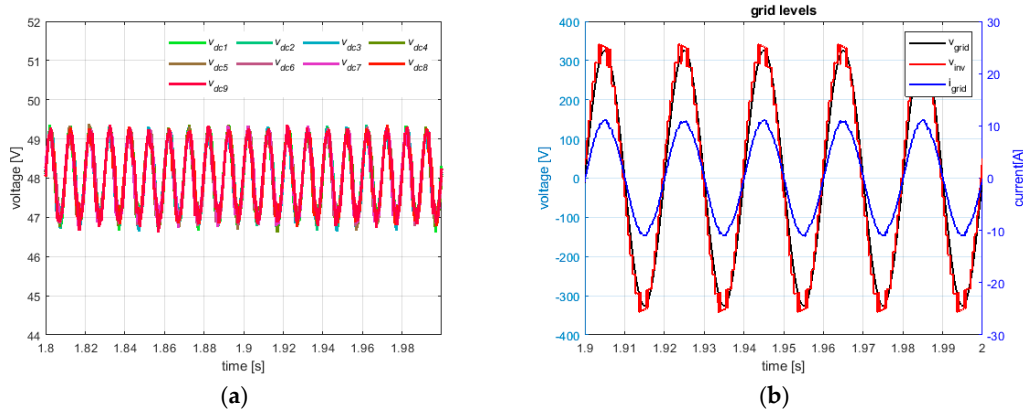 grid levels
52
51
50
49
48
47
46
45
44
voltage [V]
v_dc1 v_dc2 v_dc3 v_dc4
v_dc5 v_dc6 v_dc7 v_dc8
v_dc9
1.8 1.82 1.84 1.86 1.88 1.9 1.92 1.94 1.96 1.98
time [s]
(a)
400
300
200
100
0
-100
-200
-300
-400
voltage [V]
v_grid
v_inv
i_grid
30
20
10
0
-10
-20
-30
current(A]
1.9 1.91 1.92 1.93 1.94 1.95 1.96 1.97 1.98 1.99 2
time [s]
(b)